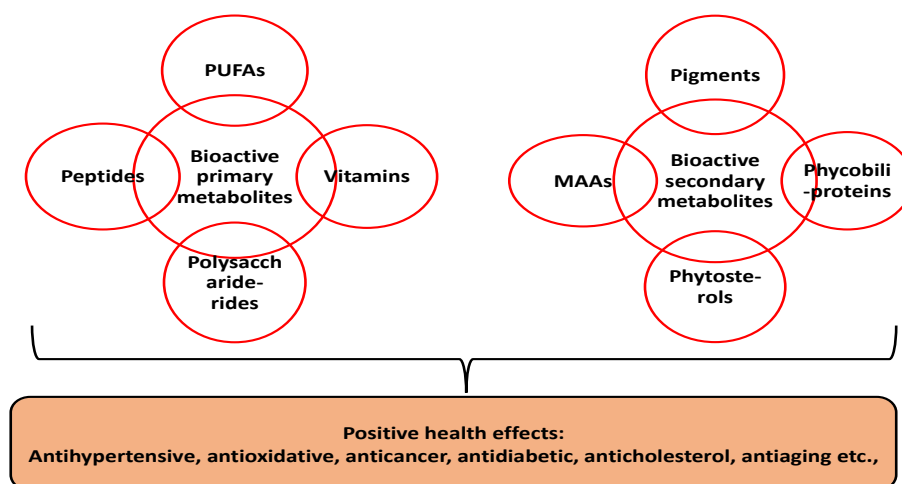 PUFAs
Peptides
Bioactive
primary
metabolites
Vitamins
Polysacch
aride-
rides
Pigments
MAAs
Bioactive
secondary
metabolites
Phycobili
-proteins
Phytoste-
rols
Positive health effects:
Antihypertensive, antioxidative, anticancer, antidiabetic, anticholesterol, antiaging etc.,